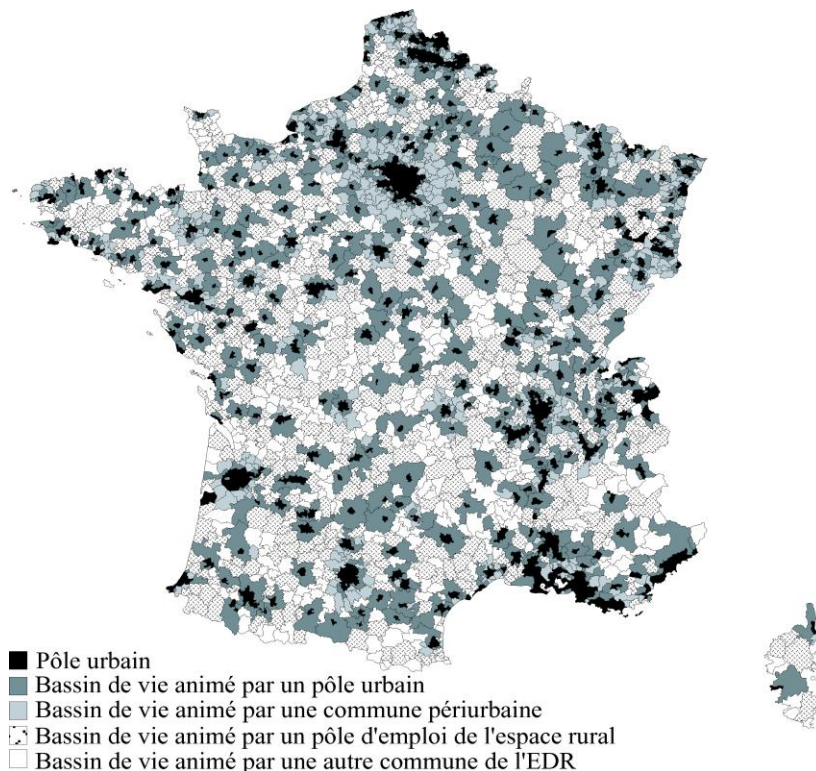 Pôle urbain
Bassin de vie animé par un pôle urbain
Bassin de vie animé par une commune périurbaine
Bassin de vie animé par un pôle d'emploi de l'espace rural
Bassin de vie animé par une autre commune de l'EDR